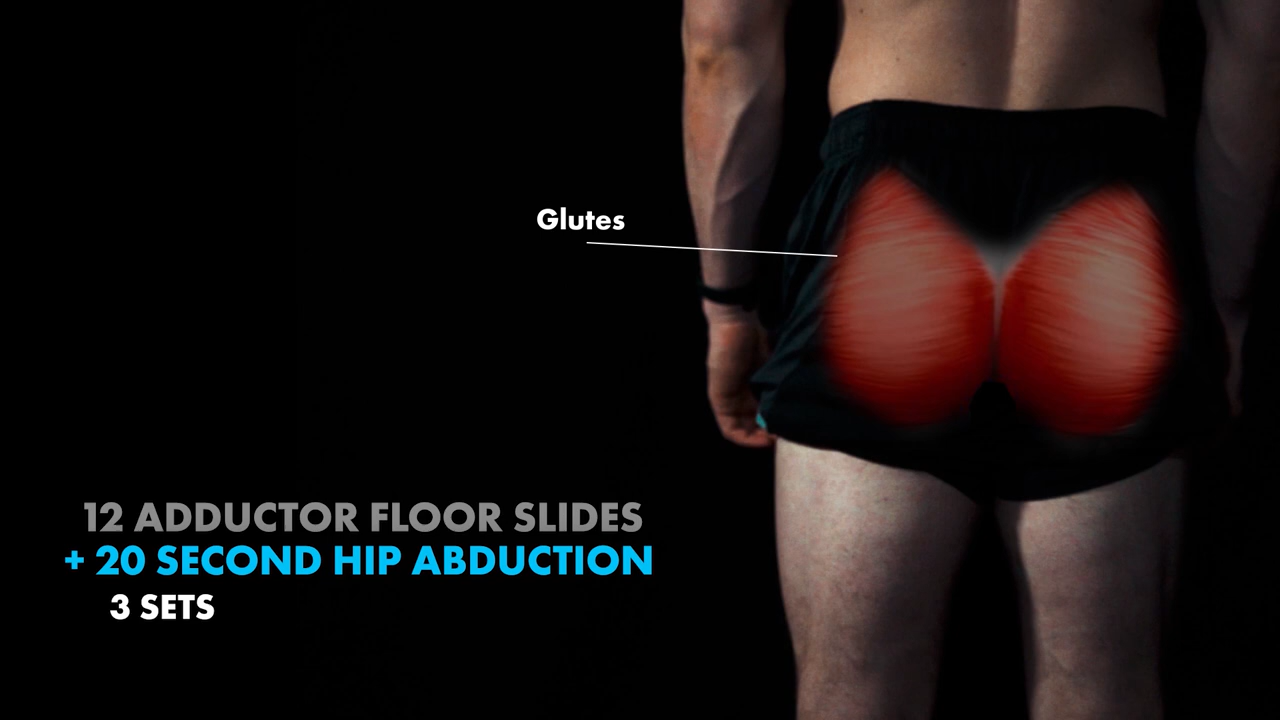 Glutes
12 ADDUCTOR FLOOR SLIDES
+ 20 SECOND HIP ABDUCTION
3 SETS